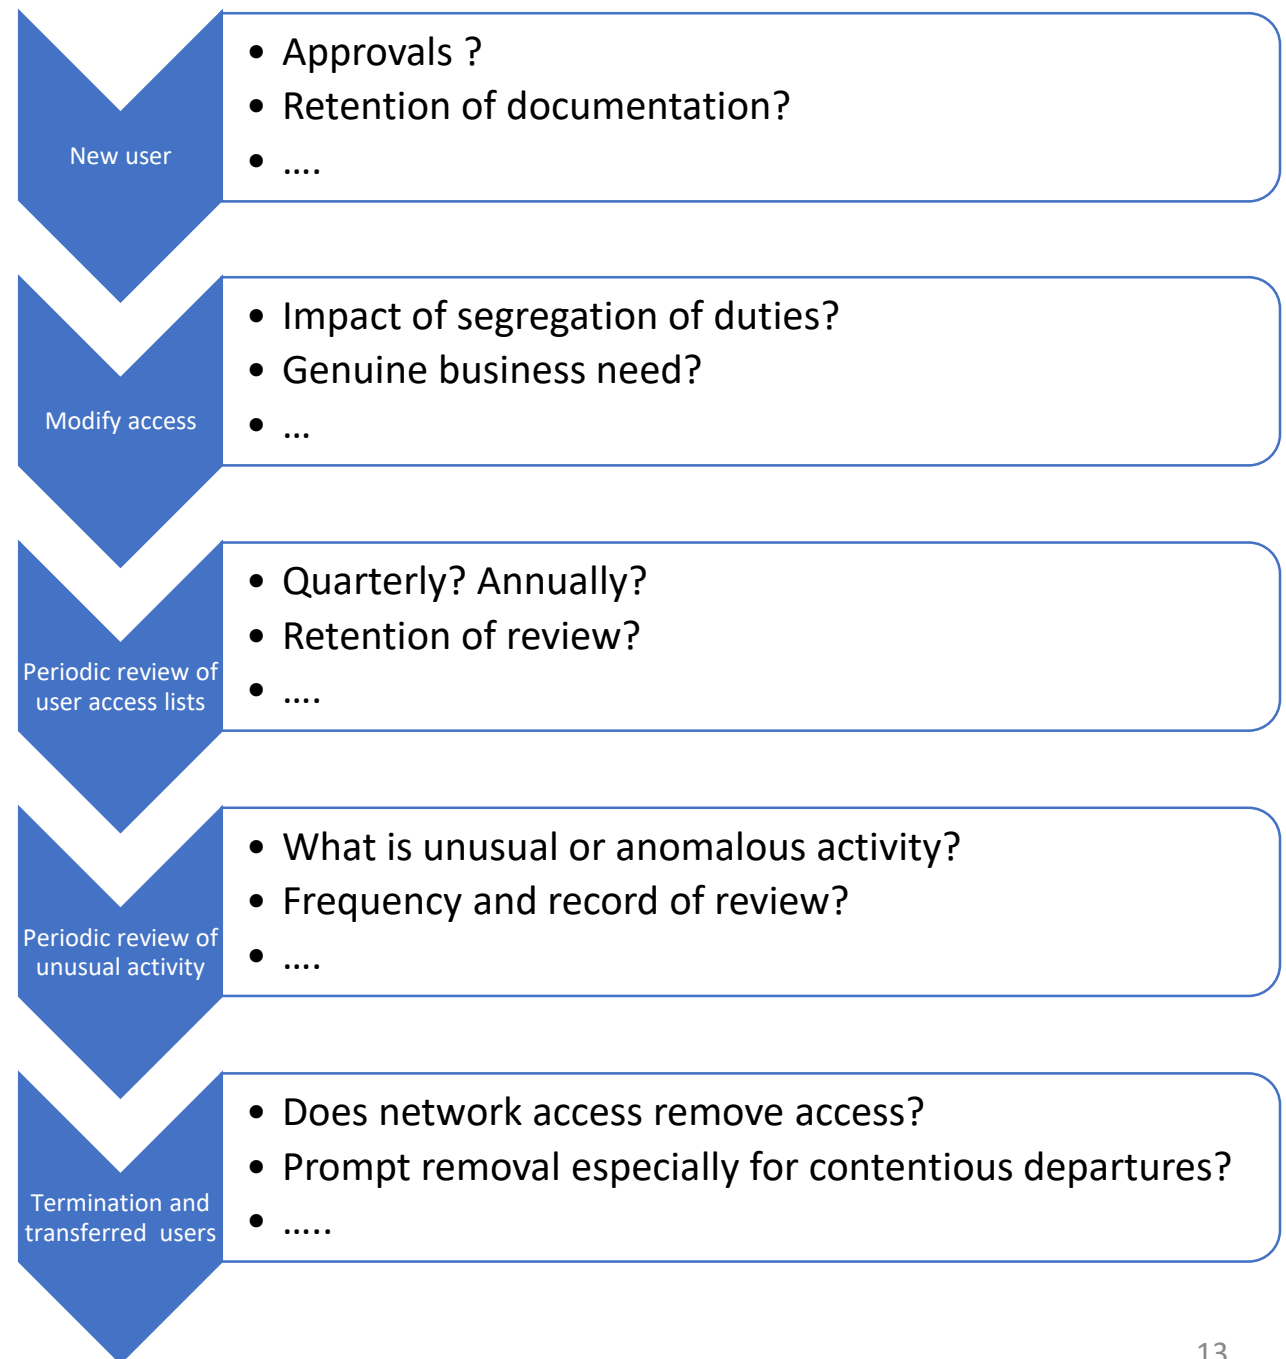 New user
• Approvals ?
• Retention of documentation?
• ....
Modify access
• Impact of segregation of duties?
• Genuine business need?
• ...
Periodic review of
user access lists
• Quarterly? Annually?
• Retention of review?
• ....
Periodic review of
unusual activity
• What is unusual or anomalous activity?
• Frequency and record of review?
• ....
Termination and
transferred  users
• Does network access remove access?
• Prompt removal especially for contentious departures?
• .....
13